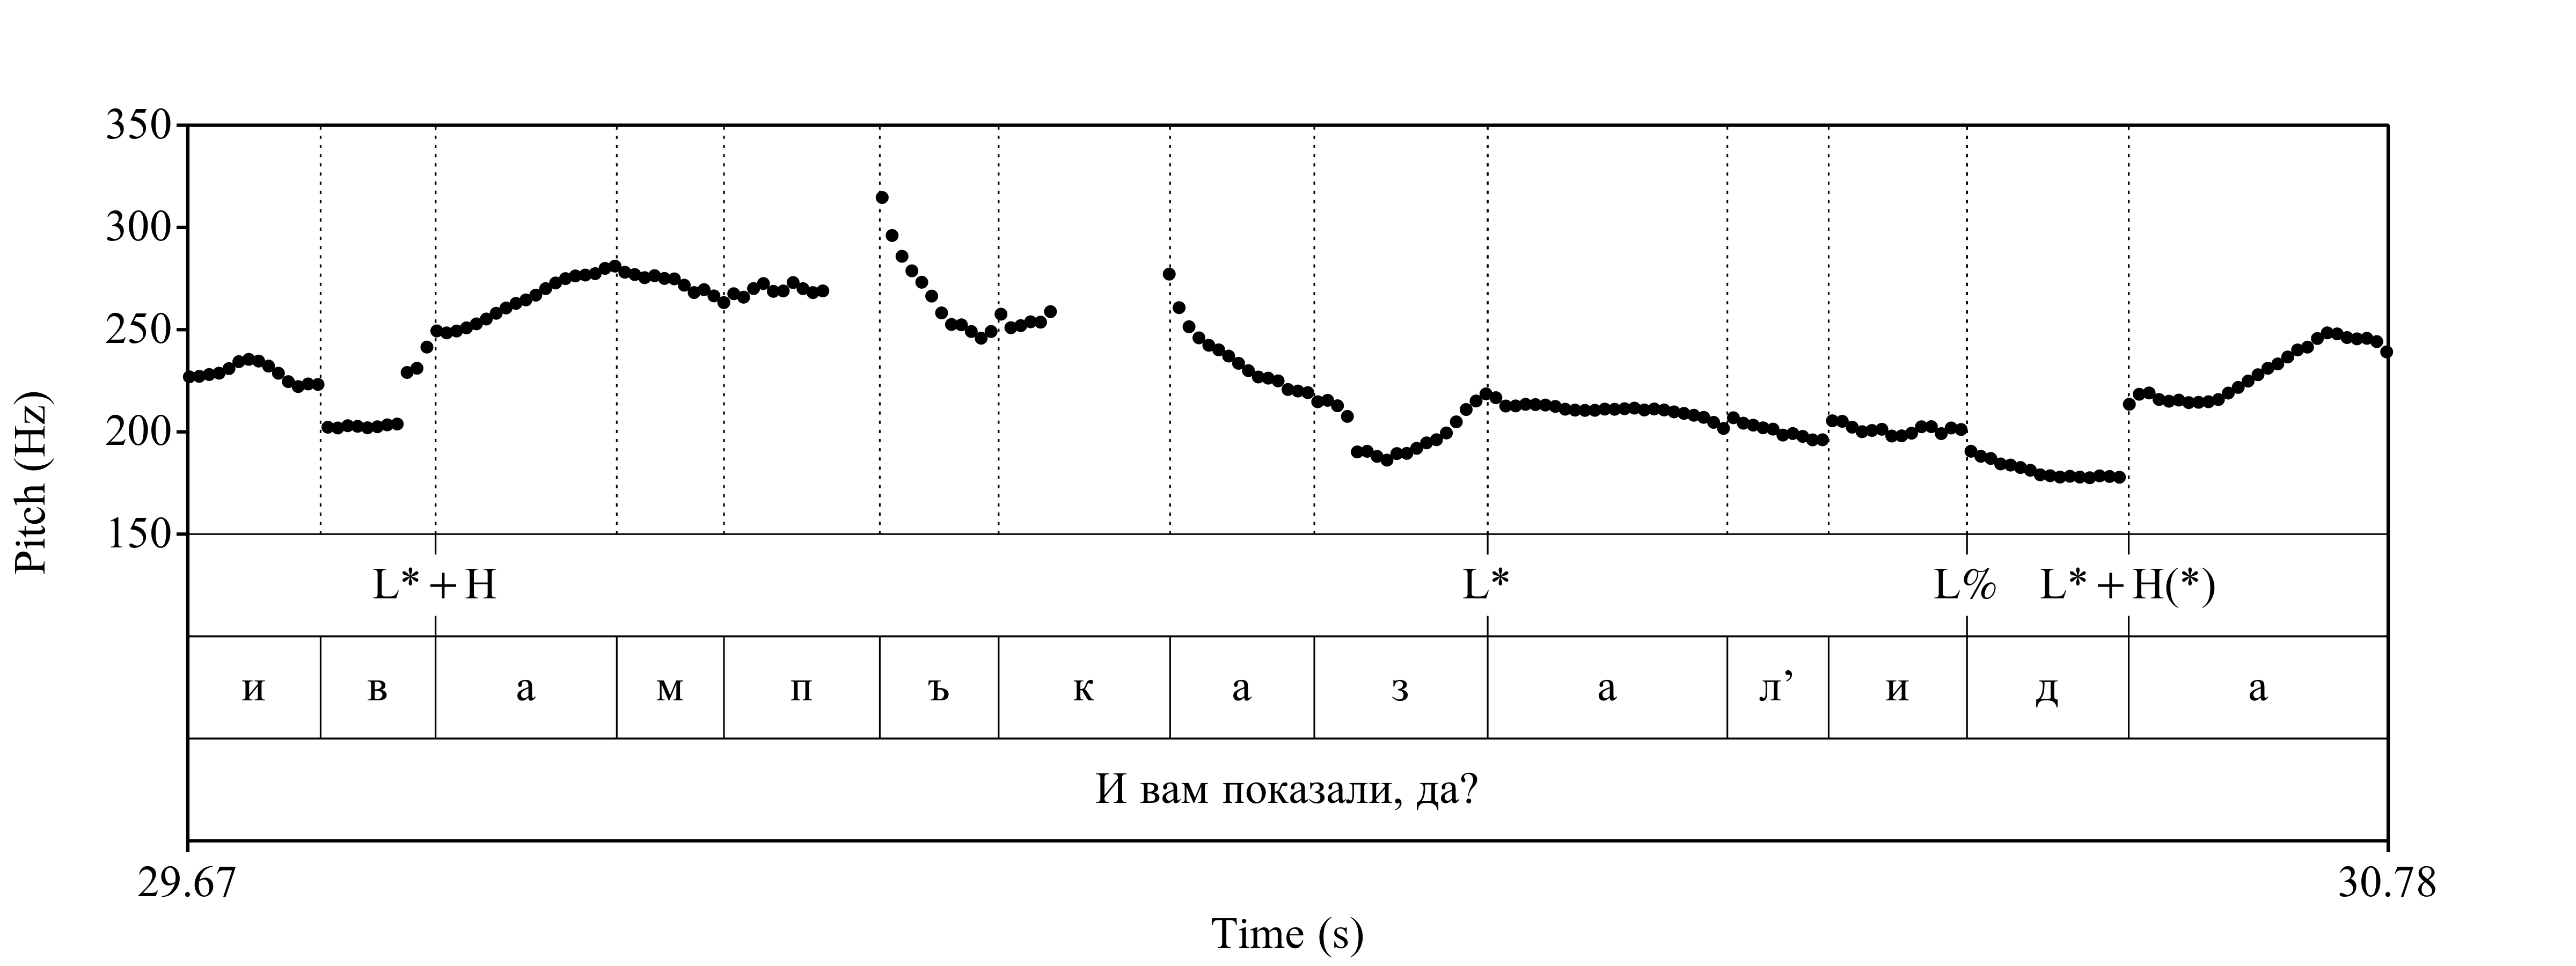 350
300
250
200
150
Pitch (Hz)
L*+H L* L% L*+H(*)
и в а м п ъ к а з а л’ и д а
И вам показали, да?
29.67 30.78
Time (s)